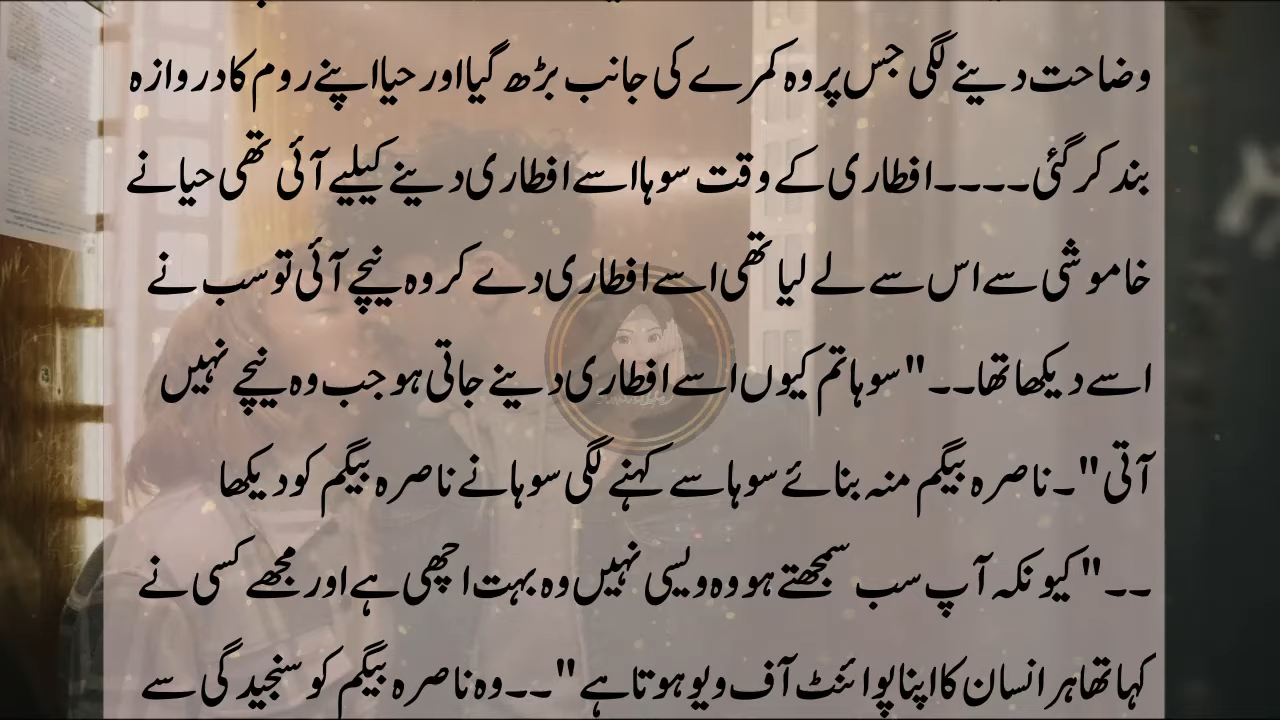 وضاحت دینے لگی جس پر وہ کمرے کی جانب بڑھ گیا اور حیا اپنے روم کا دروازہ
بند کر گئی۔۔۔۔ افطاری کے وقت سوہا اسے افطاری دینے کیلیے آئی تھی حیا نے
خاموشی سے اس سے لے لیا تھی اسے افطاری دے کر وہ نیچے آئی تو سب نے
اسے دیکھا تھا۔۔ "سوہا تم کیوں اسے افطاری دینے جاتی ہو جب وہ نیچے نہیں
آتی"۔ ناصرہ بیگم منہ بنائے سوہا سے کہنے لگی سوہا نے ناصرہ بیگم کو دیکھا
۔۔ "کیونکہ آپ سب سمجھتے ہو وہ ویسی نہیں وہ بہت اچھی ہے اور مجھے کسی نے
کہا تھا ہر انسان کا اپنا پوائنٹ آف ویو ہوتا ہے"۔۔ وہ ناصرہ بیگم کو سنجیدگی سے